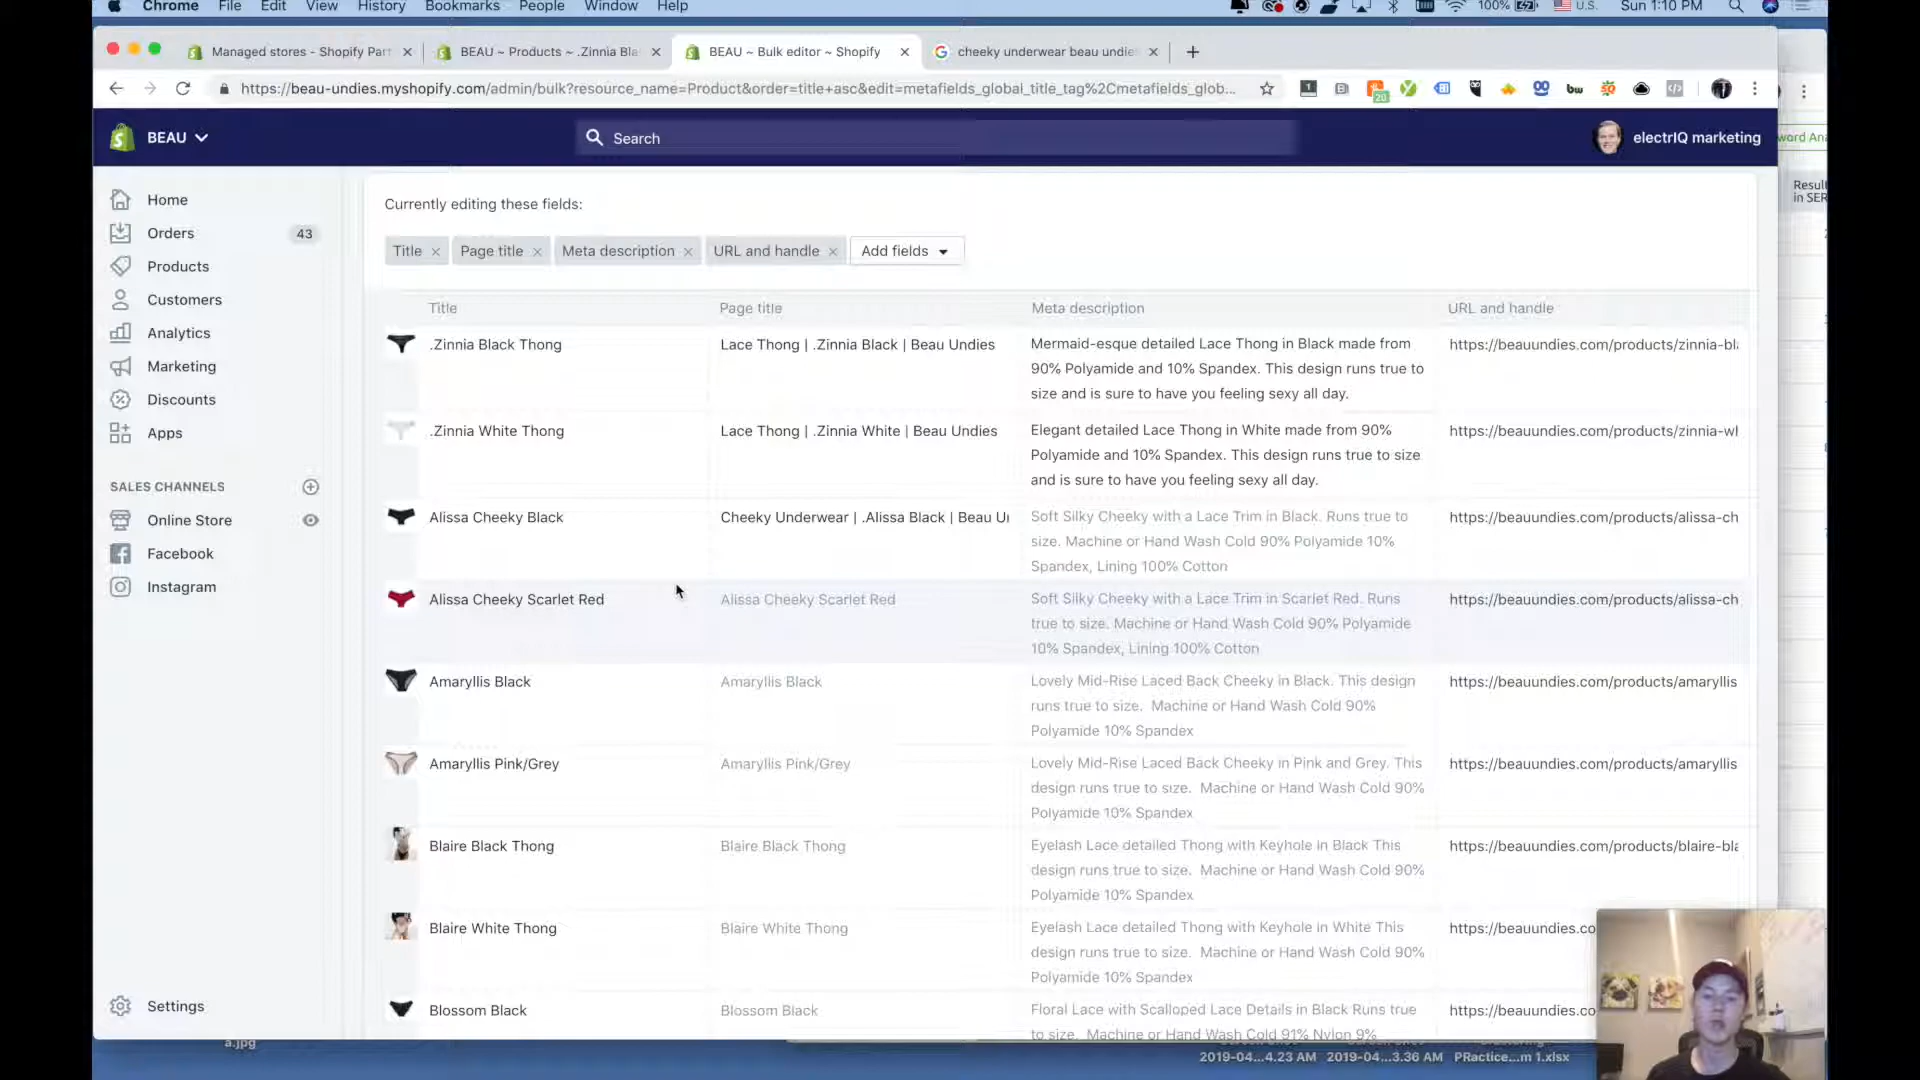 Chrome File Edit View History Bookmarks People Window Help 100% U.S. Sun 1:10 PM
Managed stores - Shopify Part BEAU ~ Products ~ .Zinnia Bla BEAU ~ Bulk editor ~ Shopify cheeky underwear beau undie
https://beau-undies.myshopify.com/admin/bulk?resource_name=Product&order=title+asc&edit=metafields_global_title_tag%2Cmetafields_glob...
BEAU Search electrIQ marketing
word Ana
Result
in SER
Home
Orders 43
Products
Customers
Analytics
Marketing
Discounts
Apps
SALES CHANNELS
Online Store
Facebook
Instagram
Settings
Currently editing these fields:
Title Page title Meta description URL and handle Add fields
Title Page title Meta description URL and handle
.Zinnia Black Thong Lace Thong | .Zinnia Black | Beau Undies Mermaid-esque detailed Lace Thong in Black made from https://beauundies.com/products/zinnia-bl
90% Polyamide and 10% Spandex. This design runs true to
size and is sure to have you feeling sexy all day.
.Zinnia White Thong Lace Thong | .Zinnia White | Beau Undies Elegant detailed Lace Thong in White made from 90% https://beauundies.com/products/zinnia-wl
Polyamide and 10% Spandex. This design runs true to size
and is sure to have you feeling sexy all day.
Alissa Cheeky Black Cheeky Underwear | .Alissa Black | Beau Un Soft Silky Cheeky with a Lace Trim in Black. Runs true to https://beauundies.com/products/alissa-ch
size. Machine or Hand Wash Cold 90% Polyamide 10%
Spandex, Lining 100% Cotton
Alissa Cheeky Scarlet Red Alissa Cheeky Scarlet Red Soft Silky Cheeky with a Lace Trim in Scarlet Red. Runs https://beauundies.com/products/alissa-ch
true to size. Machine or Hand Wash Cold 90% Polyamide
10% Spandex, Lining 100% Cotton
Amaryllis Black Amaryllis Black Lovely Mid-Rise Laced Back Cheeky in Black. This design https://beauundies.com/products/amaryllis
runs true to size. Machine or Hand Wash Cold 90%
Polyamide 10% Spandex
Amaryllis Pink/Grey Amaryllis Pink/Grey Lovely Mid-Rise Laced Back Cheeky in Pink and Grey. This https://beauundies.com/products/amaryllis
design runs true to size. Machine or Hand Wash Cold 90%
Polyamide 10% Spandex
Blaire Black Thong Blaire Black Thong Eyelash Lace detailed Thong with Keyhole in Black This https://beauundies.com/products/blaire-bla
design runs true to size. Machine or Hand Wash Cold 90%
Polyamide 10% Spandex
Blaire White Thong Blaire White Thong Eyelash Lace detailed Thong with Keyhole in White This https://beauundies.co
design runs true to size. Machine or Hand Wash Cold 90%
Polyamide 10% Spandex
Blossom Black Blossom Black Floral Lace with Scalloped Lace Details in Black Runs true https://beauundies.co
to size. Machine or Hand Wash Cold 91% Nylon 9%
a.jpg
2019-04...4.23 AM 2019-04...3.36 AM PRactice...m 1.xlsx